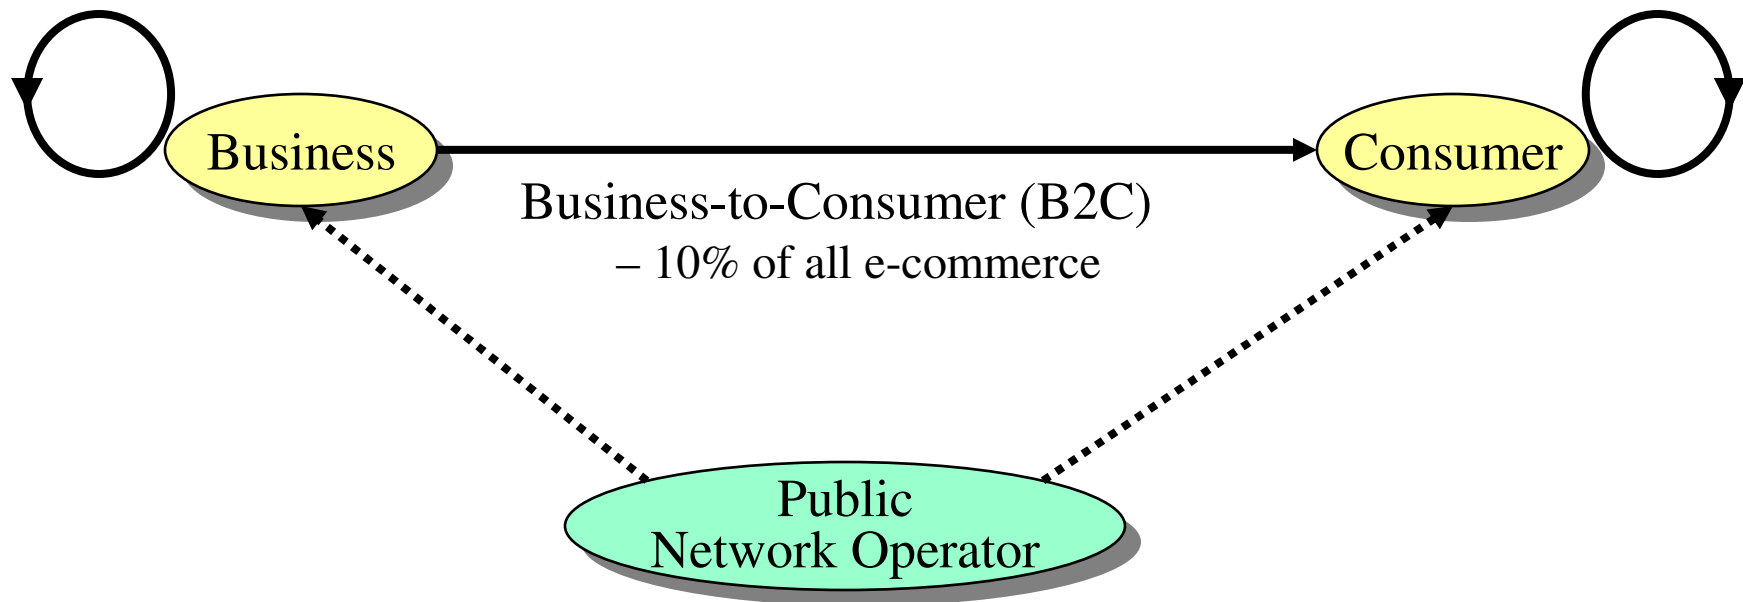 Business
Consumer
Business-to-Consumer (B2C)
– 10% of all e-commerce
Public
Network Operator